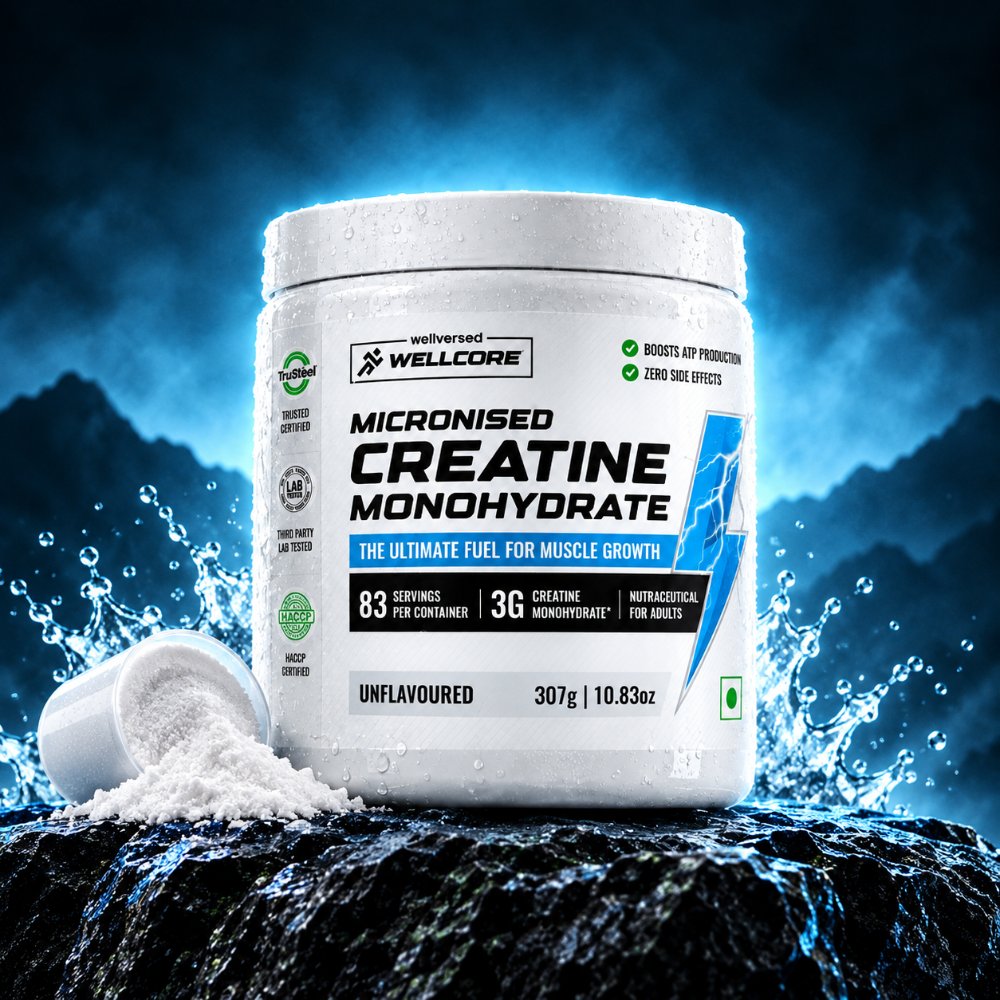 wellversed
WELLCORE
BOOSTS ATP PRODUCTION
ZERO SIDE EFFECTS
TruSteel
TRUSTED
CERTIFIED
MICRONISED
CREATINE
MONOHYDRATE
LAB
THIRD PARTY
LAB TESTED
THE ULTIMATE FUEL FOR MUSCLE GROWTH
83 SERVINGS
PER CONTAINER
3G CREATINE
MONOHYDRATE*
NUTRACEUTICAL
FOR ADULTS
HACCP
HACCP
CERTIFIED
UNFLAVOURED
307g | 10.83oz